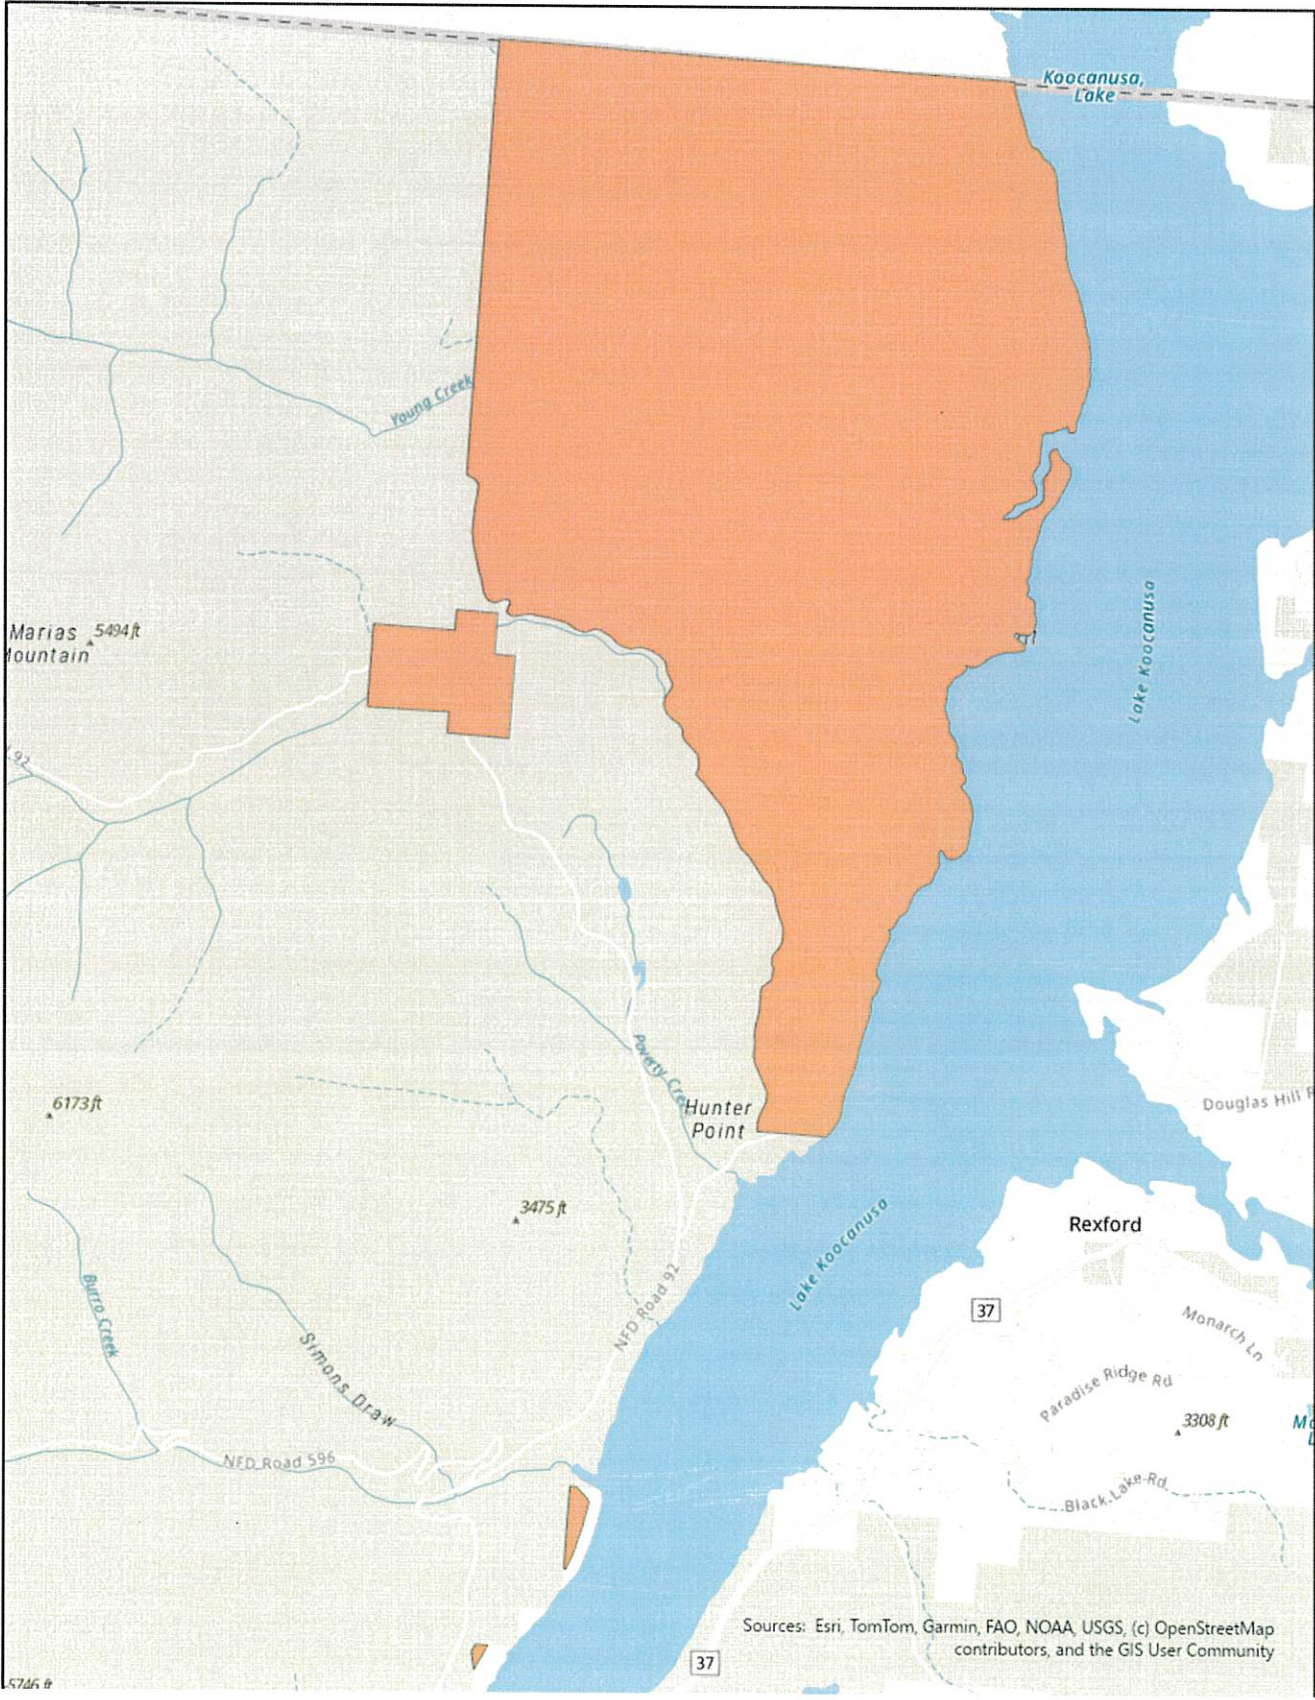 Koocanusa,
Lake
Young Creek
Lake Koocanusa
Marias
5494 ft
Mountain
92
Poverty Creek
6173 ft
Hunter
Point
Douglas Hill R
3475 ft
Rexford
Lake Koocanusa
NFD Road 92
37
Burro Creek
Simons Draw
Monarch Ln
Paradise Ridge Rd
3308 ft
NFD Road 596
Black Lake Rd
Sources: Esri, TomTom, Garmin, FAO, NOAA, USGS, (c) OpenStreetMap
contributors, and the GIS User Community
37
5746 ft